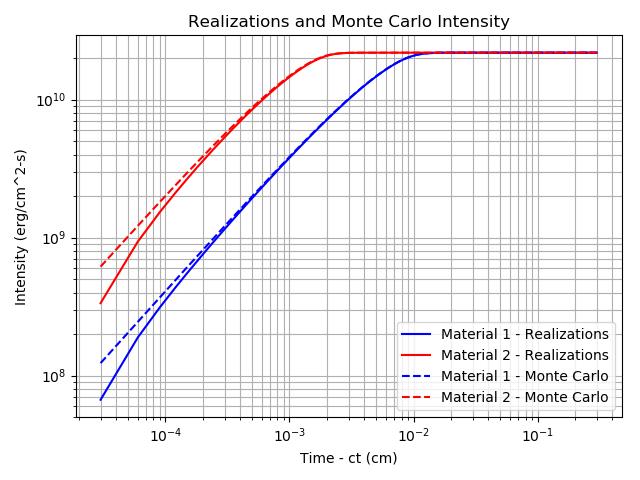 Realizations and Monte Carlo Intensity
Intensity (erg/cm^2-s)
10^10
10^9
10^8
10^-4
10^-3
10^-2
10^-1
Time - ct (cm)
Material 1 - Realizations
Material 2 - Realizations
Material 1 - Monte Carlo
Material 2 - Monte Carlo